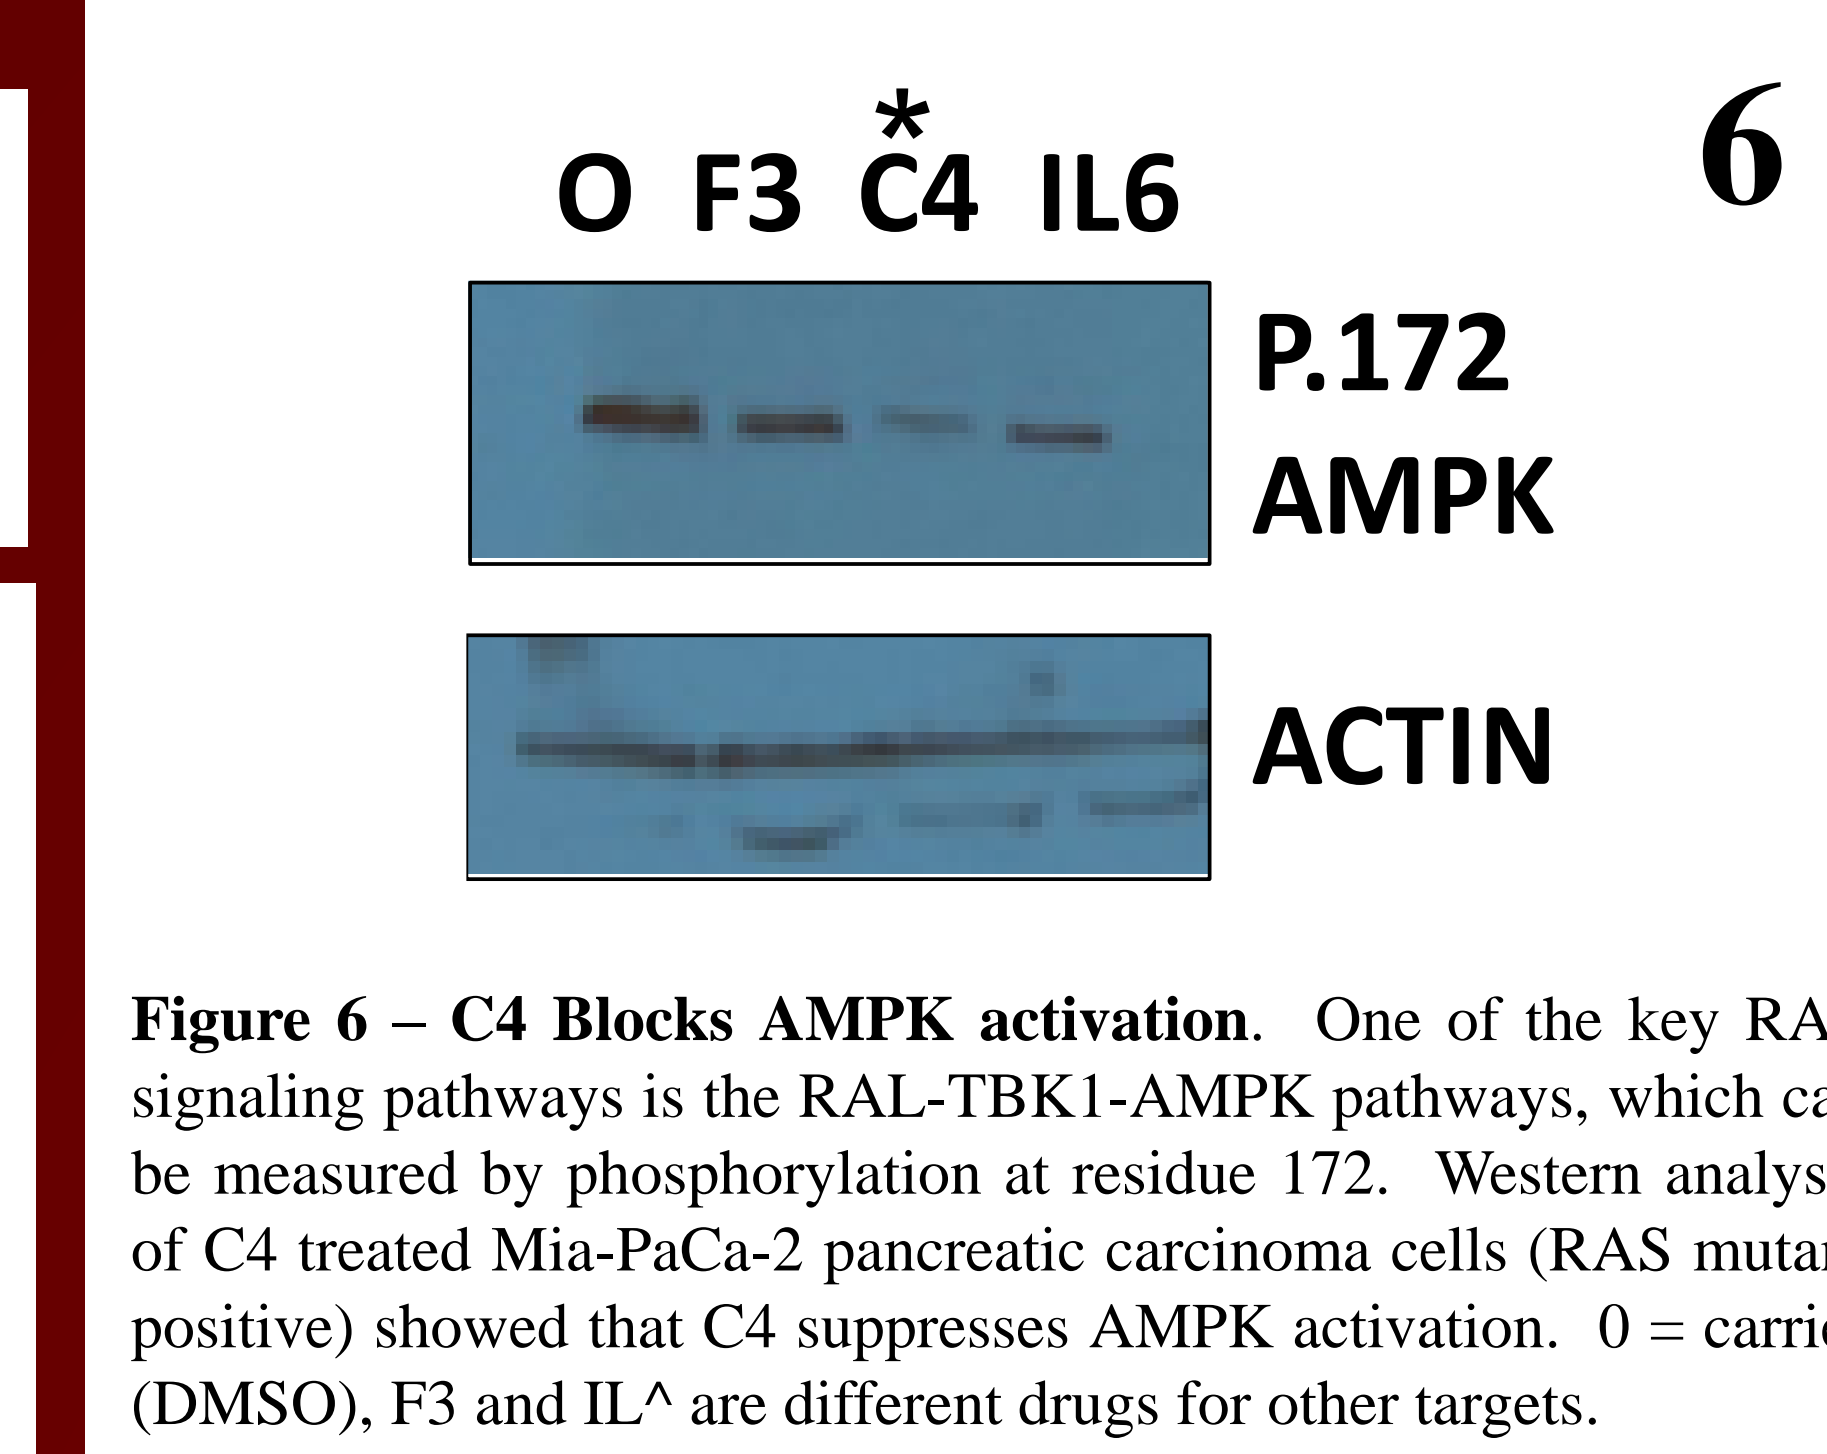 *
O F3 C4 IL6
6
P.172
AMPK
ACTIN
Figure 6 – C4 Blocks AMPK activation. One of the key RA
signaling pathways is the RAL-TBK1-AMPK pathways, which ca
be measured by phosphorylation at residue 172. Western analys
of C4 treated Mia-PaCa-2 pancreatic carcinoma cells (RAS mutan
positive) showed that C4 suppresses AMPK activation. 0 = carrie
(DMSO), F3 and IL^ are different drugs for other targets.